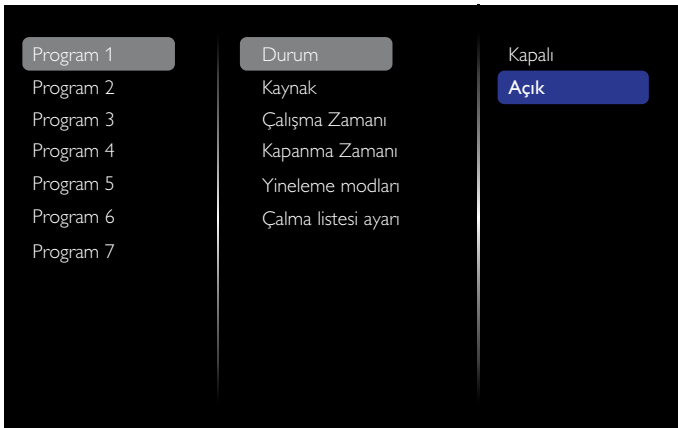 Program 1
Program 2
Program 3
Program 4
Program 5
Program 6
Program 7
Durum
Kaynak
Çalışma Zamanı
Kapanma Zamanı
Yineleme modları
Çalma listesi ayarı
Kapalı
Açık